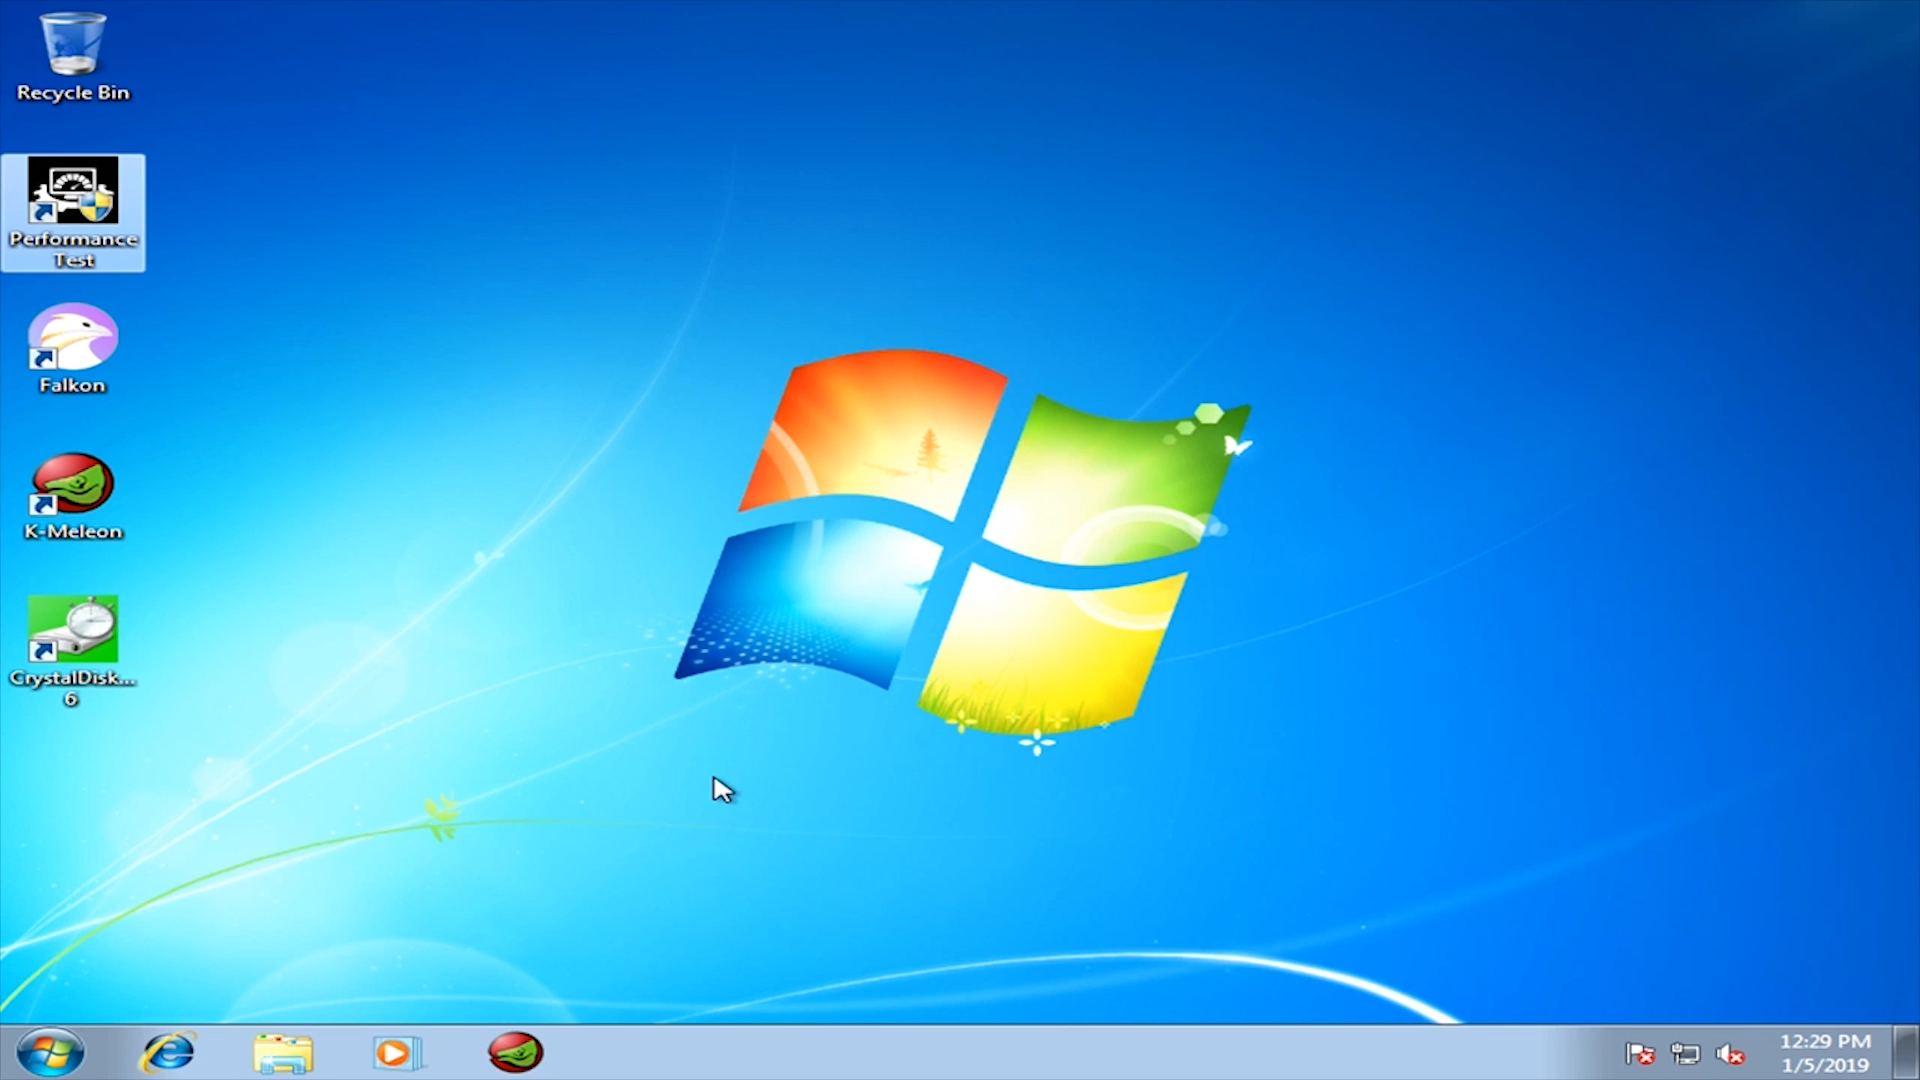 Recycle Bin
Performance
Test
Falkon
K-Meleon
CrystalDisk...
6
12:29 PM
1/5/2019